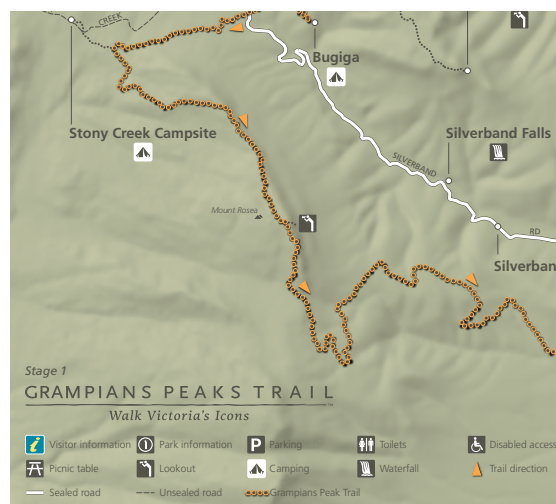 CREEK
Bugiga
Stony Creek Campsite
Silverband Falls
SILVERBAND
Mount Rosea
RD
Silverban
Stage 1
GRAMPIANS PEAKS TRAIL™
Walk Victoria's Icons
i Visitor information i Park information P Parking Toilets Disabled access
Picnic table Lookout Camping Waterfall Trail direction
Sealed road Unsealed road Grampians Peak Trail